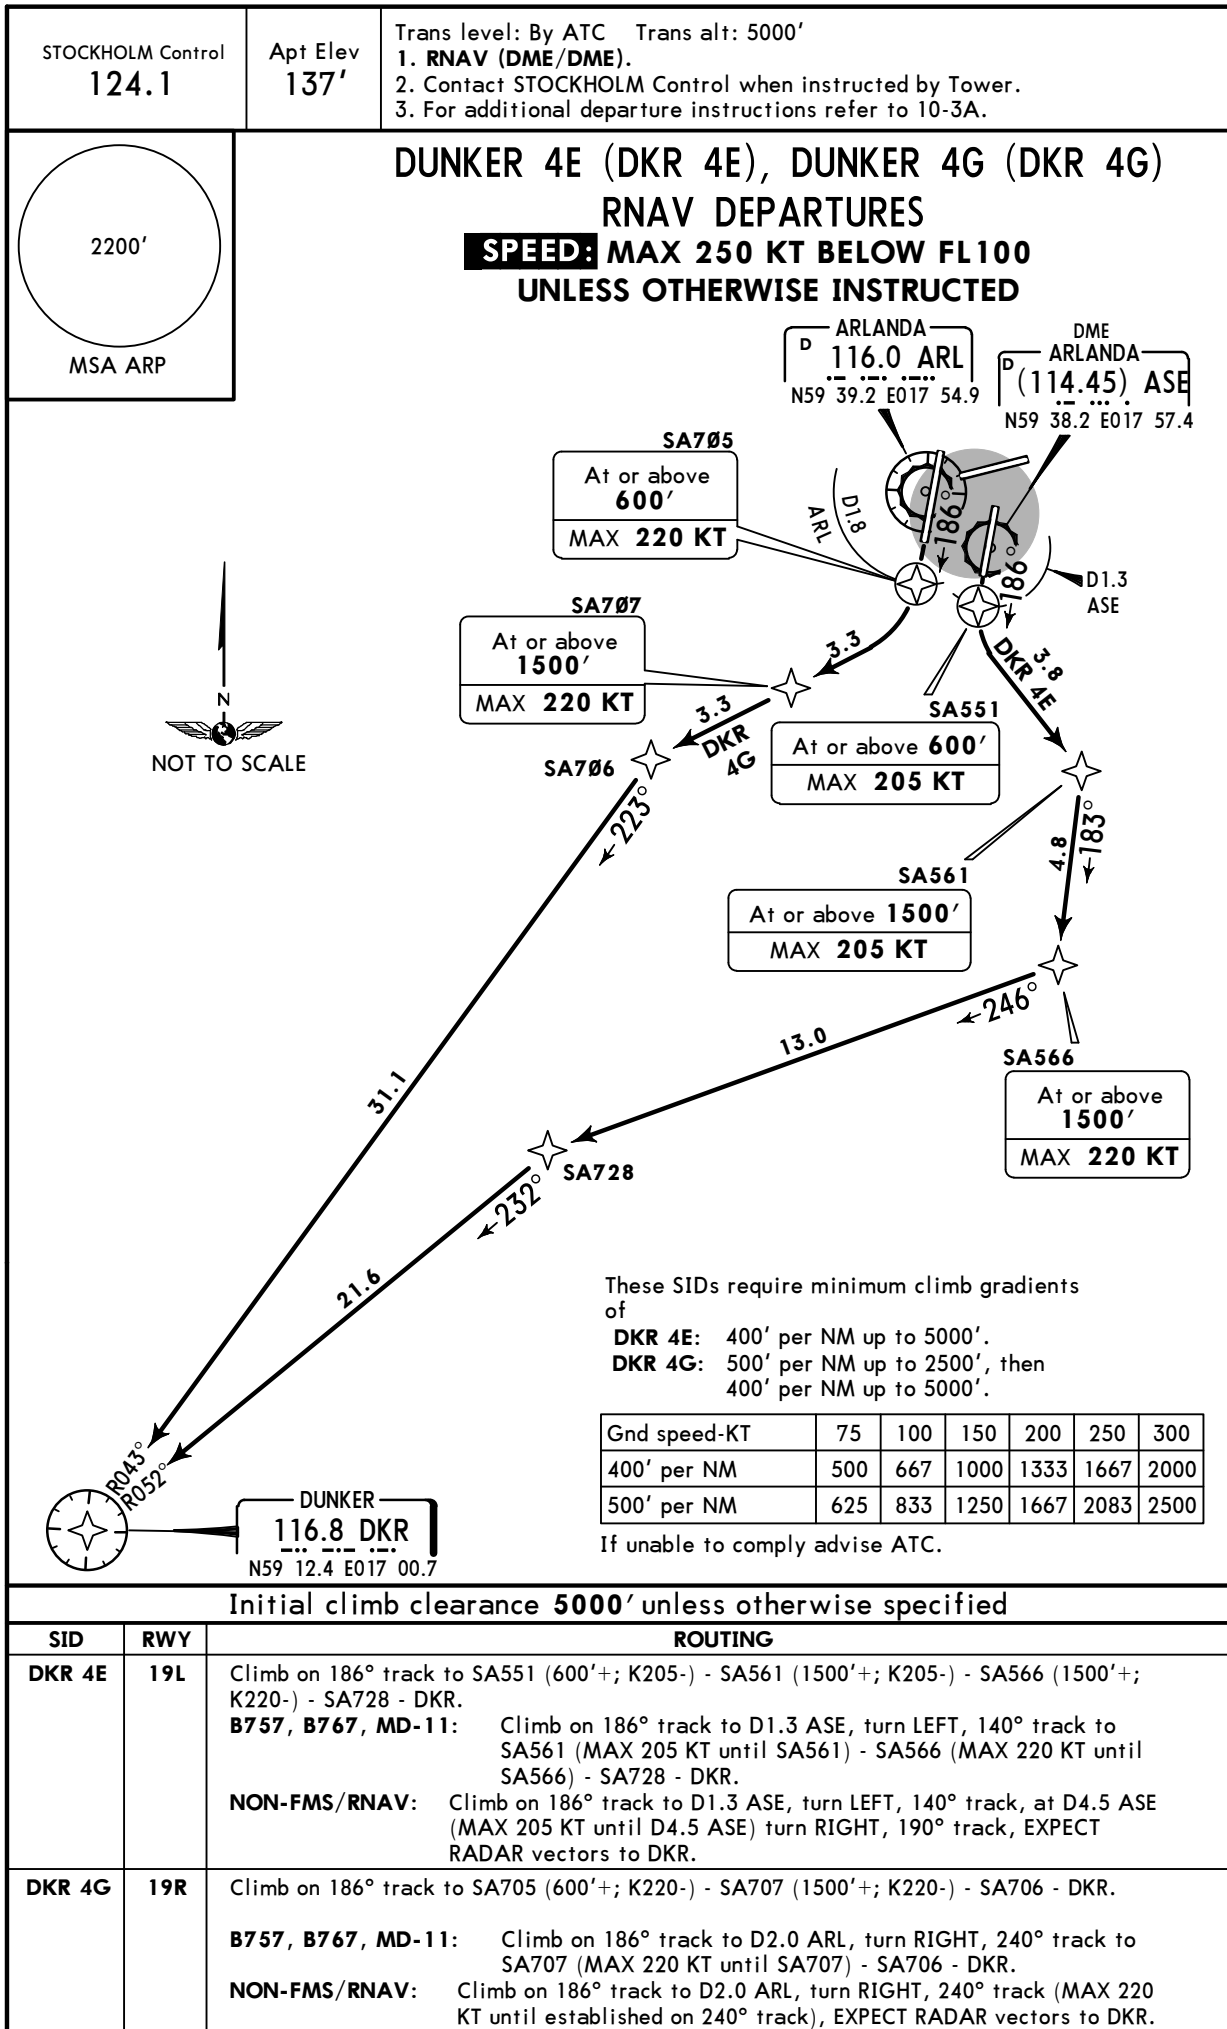 STOCKHOLM Control
124.1
Apt Elev
137'
Trans level: By ATC Trans alt: 5000'
1. RNAV (DME/DME).
2. Contact STOCKHOLM Control when instructed by Tower.
3. For additional departure instructions refer to 10-3A.
2200'
MSA ARP
DUNKER 4E (DKR 4E), DUNKER 4G (DKR 4G)
RNAV DEPARTURES
SPEED: MAX 250 KT BELOW FL100
UNLESS OTHERWISE INSTRUCTED
ARLANDA
D 116.0 ARL
N59 39.2 E017 54.9
DME
ARLANDA
D (114.45) ASE
N59 38.2 E017 57.4
SA7Ø5
At or above
600'
MAX 220 KT
D1.8
ARL
186°
186°
D1.3
ASE
SA7Ø7
At or above
1500'
MAX 220 KT
3.3
3.8
DKR 4E
N
NOT TO SCALE
3.3
DKR
4G
SA7Ø6
SA551
At or above 600'
MAX 205 KT
223°
183°
4.8
SA561
At or above 1500'
MAX 205 KT
246°
13.0
SA566
At or above
1500'
MAX 220 KT
31.1
SA728
232°
21.6
These SIDs require minimum climb gradients
of
DKR 4E: 400' per NM up to 5000'.
DKR 4G: 500' per NM up to 2500', then
400' per NM up to 5000'.
Gnd speed-KT 75 100 150 200 250 300
400' per NM 500 667 1000 1333 1667 2000
500' per NM 625 833 1250 1667 2083 2500
If unable to comply advise ATC.
R043°
R052°
DUNKER
116.8 DKR
N59 12.4 E017 00.7
Initial climb clearance 5000' unless otherwise specified
SID RWY ROUTING
DKR 4E 19L Climb on 186° track to SA551 (600'+; K205-) - SA561 (1500'+; K205-) - SA566 (1500'+;
K220-) - SA728 - DKR.
B757, B767, MD-11: Climb on 186° track to D1.3 ASE, turn LEFT, 140° track to
SA561 (MAX 205 KT until SA561) - SA566 (MAX 220 KT until
SA566) - SA728 - DKR.
NON-FMS/RNAV: Climb on 186° track to D1.3 ASE, turn LEFT, 140° track, at D4.5 ASE
(MAX 205 KT until D4.5 ASE) turn RIGHT, 190° track, EXPECT
RADAR vectors to DKR.
DKR 4G 19R Climb on 186° track to SA705 (600'+; K220-) - SA707 (1500'+; K220-) - SA706 - DKR.
B757, B767, MD-11: Climb on 186° track to D2.0 ARL, turn RIGHT, 240° track to
SA707 (MAX 220 KT until SA707) - SA706 - DKR.
NON-FMS/RNAV: Climb on 186° track to D2.0 ARL, turn RIGHT, 240° track (MAX 220
KT until established on 240° track), EXPECT RADAR vectors to DKR.